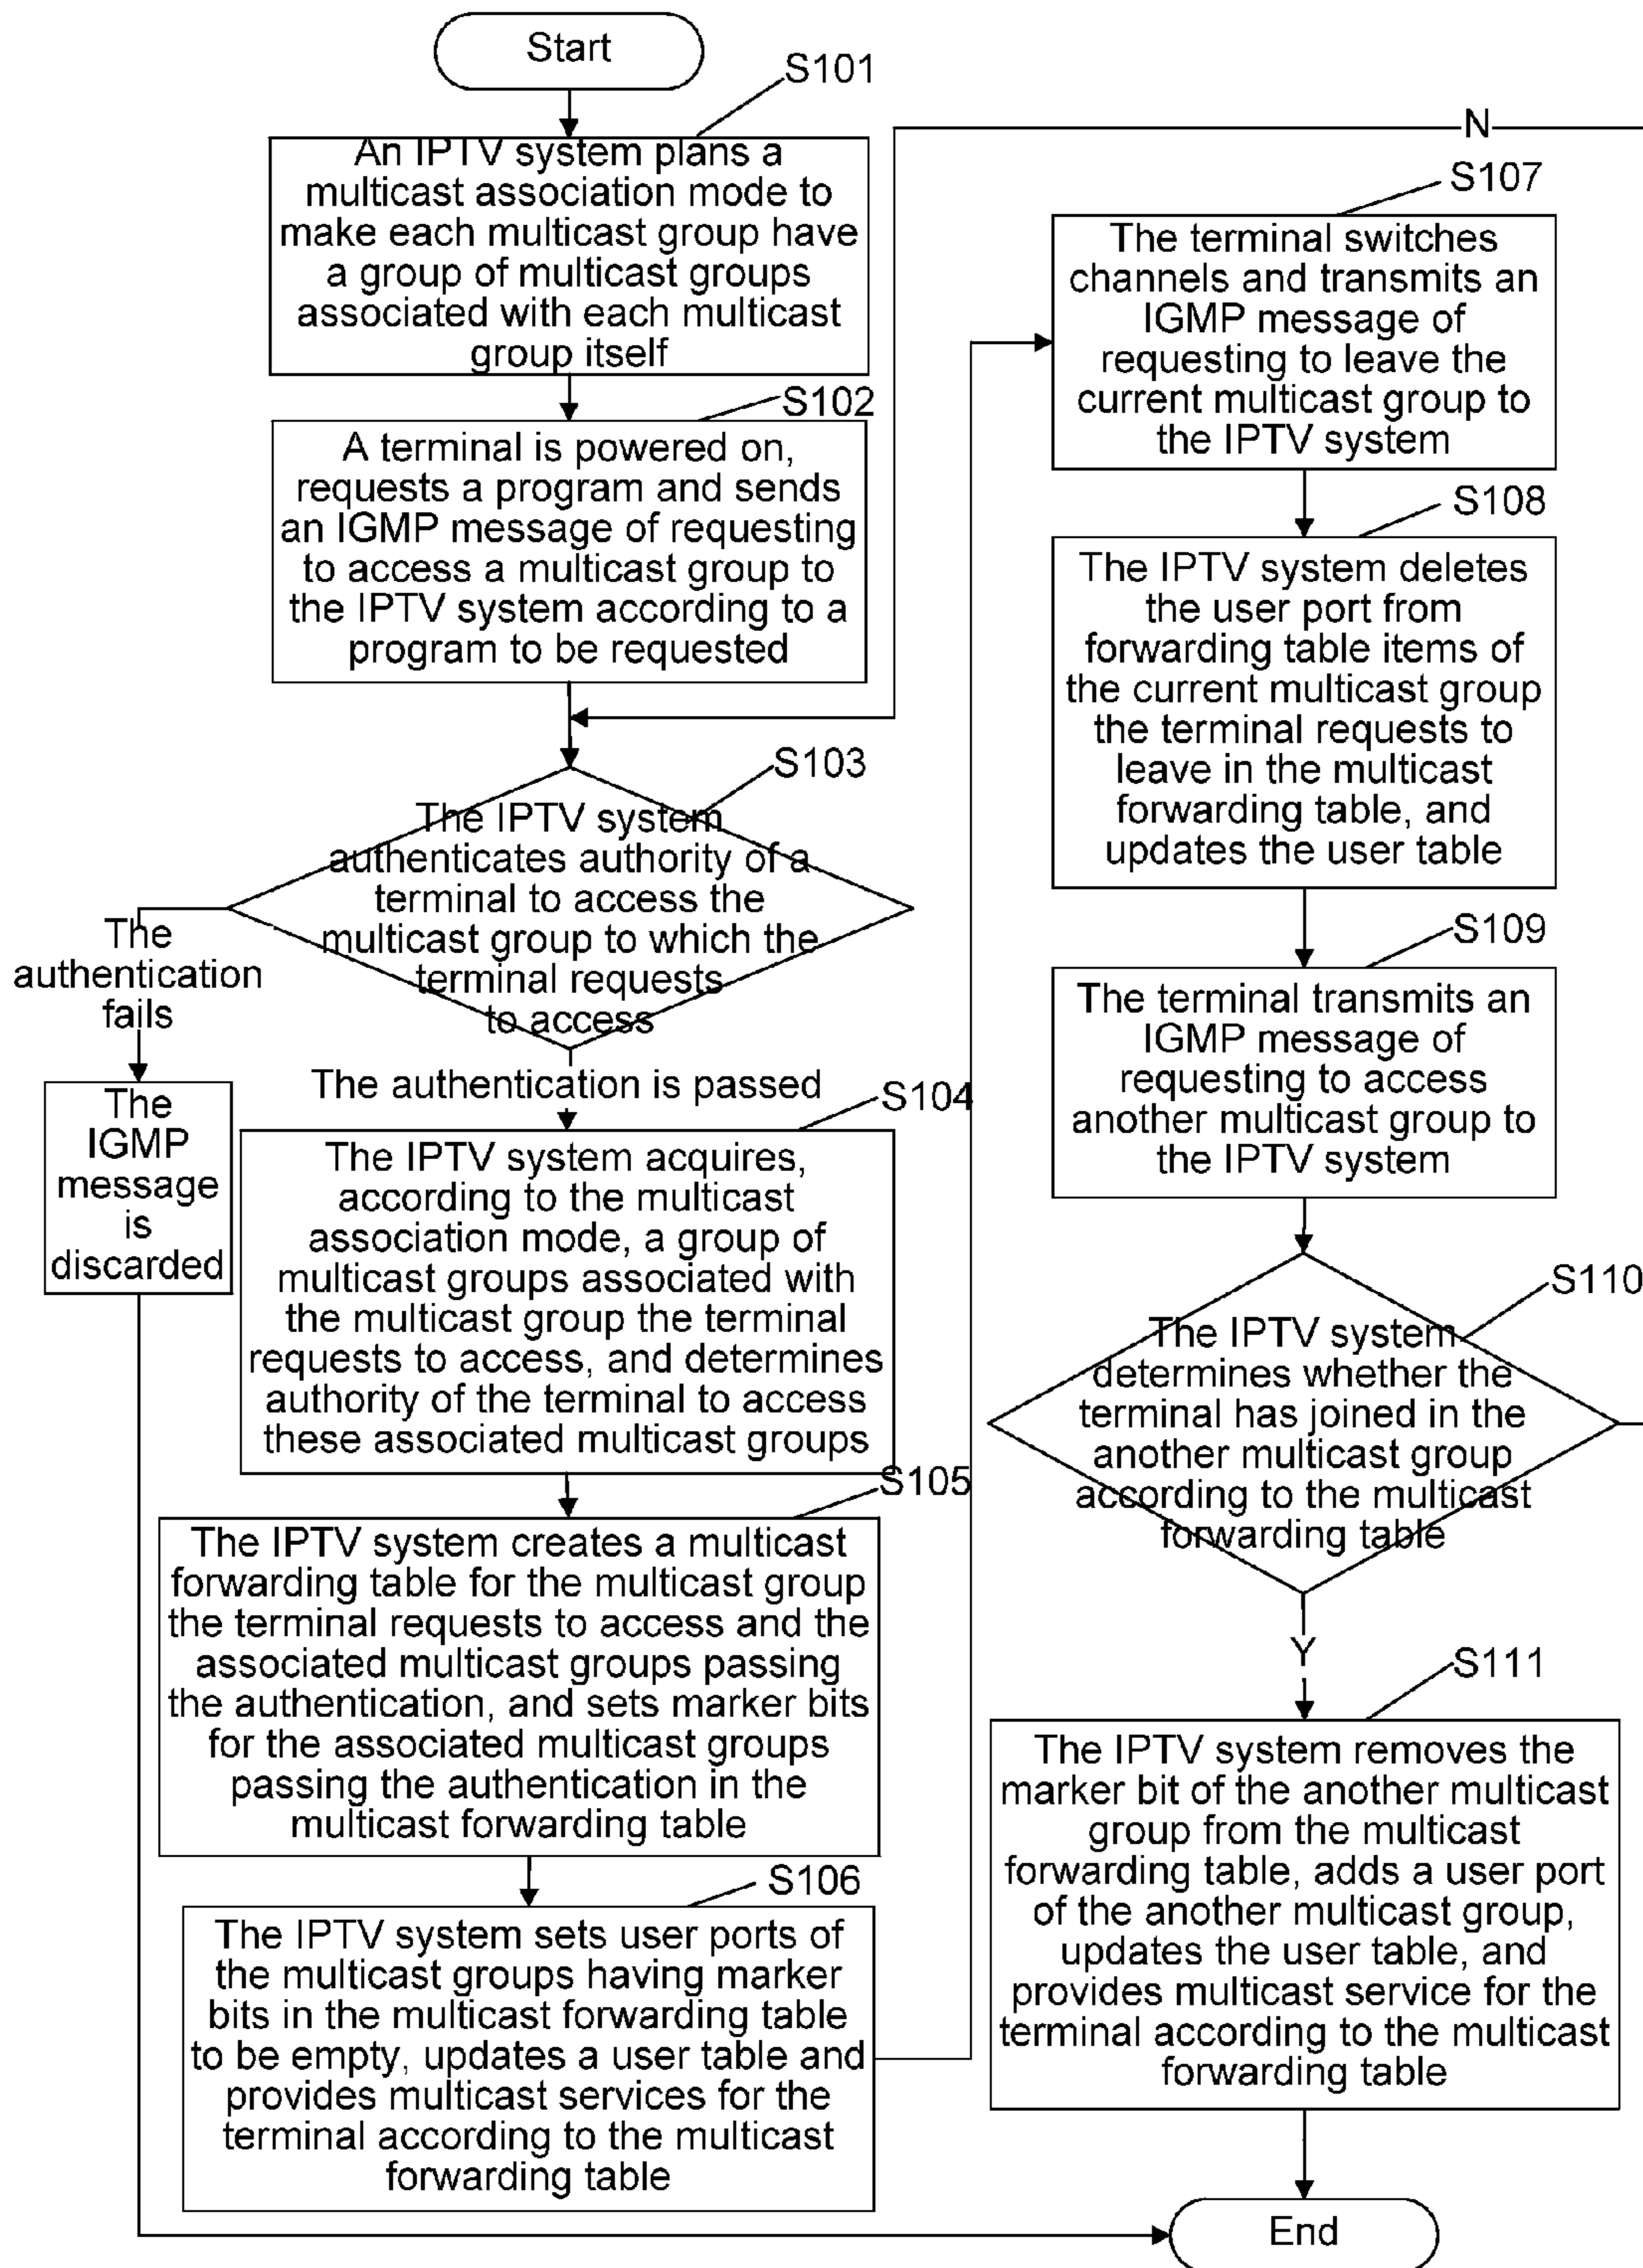 Start
S101
An IPTV system plans a
multicast association mode to
make each multicast group have
a group of multicast groups
associated with each multicast
group itself
S102
A terminal is powered on,
requests a program and sends
an IGMP message of requesting
to access a multicast group to
the IPTV system according to a
program to be requested
S103
The IPTV system
authenticates authority of a
terminal to access the
multicast group to which the
terminal requests
to access
The
authentication
fails
The
IGMP
message
is
discarded
The authentication is passed
S104
The IPTV system acquires,
according to the multicast
association mode, a group of
multicast groups associated with
the multicast group the terminal
requests to access, and determines
authority of the terminal to access
these associated multicast groups
S105
The IPTV system creates a multicast
forwarding table for the multicast group
the terminal requests to access and the
associated multicast groups passing
the authentication, and sets marker bits
for the associated multicast groups
passing the authentication in the
multicast forwarding table
S106
The IPTV system sets user ports of
the multicast groups having marker
bits in the multicast forwarding table
to be empty, updates a user table and
provides multicast services for the
terminal according to the multicast
forwarding table
N
S107
The terminal switches
channels and transmits an
IGMP message of
requesting to leave the
current multicast group to
the IPTV system
S108
The IPTV system deletes
the user port from
forwarding table items of
the current multicast group
the terminal requests to
leave in the multicast
forwarding table, and
updates the user table
S109
The terminal transmits an
IGMP message of
requesting to access
another multicast group to
the IPTV system
S110
The IPTV system
determines whether the
terminal has joined in the
another multicast group
according to the multicast
forwarding table
Y
S111
The IPTV system removes the
marker bit of the another multicast
group from the multicast
forwarding table, adds a user port
of the another multicast group,
updates the user table, and
provides multicast service for the
terminal according to the multicast
forwarding table
End